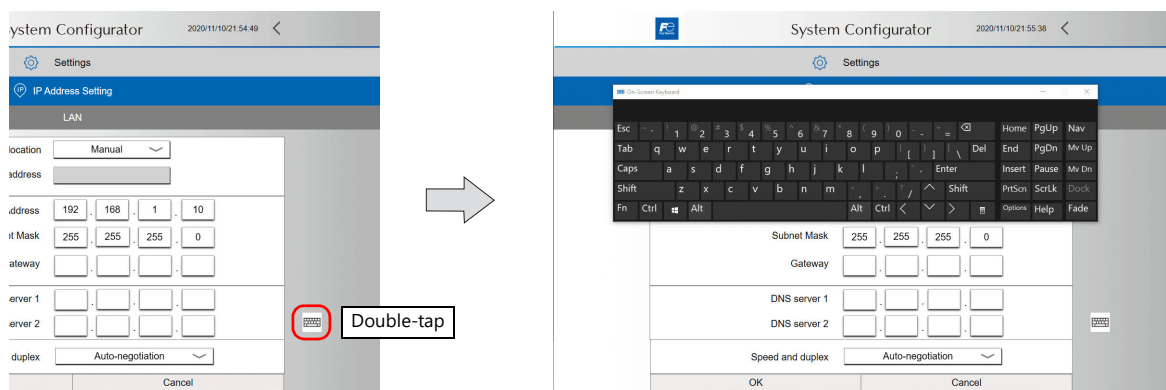 ystem Configurator
2020/11/10/21:54:49
Settings
IP Address Setting
LAN
location
Manual
address
ddress
192 . 168 . 1 . 10
t Mask
255 . 255 . 255 . 0
ateway
. . .
erver 1
. . .
erver 2
. . .
Double-tap
duplex
Auto-negotiation
Cancel
Fe
System Configurator
2020/11/10/21:55:38
Settings
On-Screen Keyboard
Esc ~ ` ! 1 @ 2 # 3 $ 4 % 5 ^ 6 & 7 * 8 ( 9 ) 0 _ - + = Home PgUp Nav
Tab q w e r t y u i o p { [ } ] | \ Del End PgDn Mv Up
Caps a s d f g h j k l : ; " ' Enter Insert Pause Mv Dn
Shift z x c v b n m < , > . ? / Shift PrtScn ScrLk Dock
Fn Ctrl Alt Alt Ctrl Options Help Fade
Subnet Mask
255 . 255 . 255 . 0
Gateway
. . .
DNS server 1
. . .
DNS server 2
. . .
Speed and duplex
Auto-negotiation
OK
Cancel